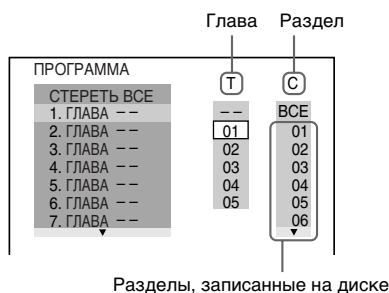 Глава Раздел
ПРОГРАММА
T C
СТЕРЕТЬ ВСЕ -- ВСЕ
1. ГЛАВА -- 01 01
2. ГЛАВА -- 02 02
3. ГЛАВА -- 03 03
4. ГЛАВА -- 04 04
5. ГЛАВА -- 05 05
6. ГЛАВА -- 06
7. ГЛАВА --
Разделы, записанные на диске